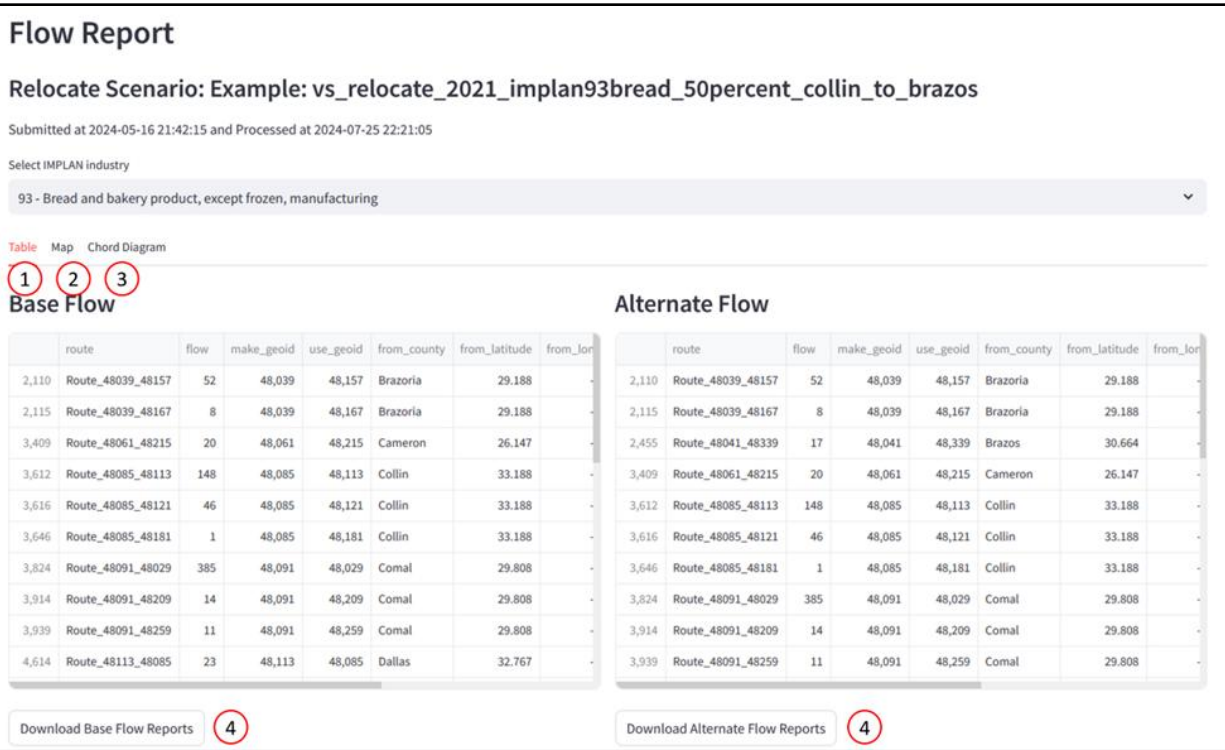 Flow Report
Relocate Scenario: Example: vs_relocate_2021_implan93bread_50percent_collin_to_brazos
Submitted at 2024-05-16 21:42:15 and Processed at 2024-07-25 22:21:05
Select IMPLAN industry
93 - Bread and bakery product, except frozen, manufacturing
Table Map Chord Diagram
1 2 3
Base Flow
route flow make_geoid use_geoid from_county from_latitude from_lon
2,110 Route_48039_48157 52 48,039 48,157 Brazoria 29.188 -
2,115 Route_48039_48167 8 48,039 48,167 Brazoria 29.188 -
3,409 Route_48061_48215 20 48,061 48,215 Cameron 26.147 -
3,612 Route_48085_48113 148 48,085 48,113 Collin 33.188 -
3,616 Route_48085_48121 46 48,085 48,121 Collin 33.188 -
3,646 Route_48085_48181 1 48,085 48,181 Collin 33.188 -
3,824 Route_48091_48029 385 48,091 48,029 Comal 29.808 -
3,914 Route_48091_48209 14 48,091 48,209 Comal 29.808 -
3,939 Route_48091_48259 11 48,091 48,259 Comal 29.808 -
4,614 Route_48113_48085 23 48,113 48,085 Dallas 32.767 -
Download Base Flow Reports 4
Alternate Flow
route flow make_geoid use_geoid from_county from_latitude from_lon
2,110 Route_48039_48157 52 48,039 48,157 Brazoria 29.188 -
2,115 Route_48039_48167 8 48,039 48,167 Brazoria 29.188 -
2,455 Route_48041_48339 17 48,041 48,339 Brazos 30.664 -
3,409 Route_48061_48215 20 48,061 48,215 Cameron 26.147 -
3,612 Route_48085_48113 148 48,085 48,113 Collin 33.188 -
3,616 Route_48085_48121 46 48,085 48,121 Collin 33.188 -
3,646 Route_48085_48181 1 48,085 48,181 Collin 33.188 -
3,824 Route_48091_48029 385 48,091 48,029 Comal 29.808 -
3,914 Route_48091_48209 14 48,091 48,209 Comal 29.808 -
3,939 Route_48091_48259 11 48,091 48,259 Comal 29.808 -
Download Alternate Flow Reports 4